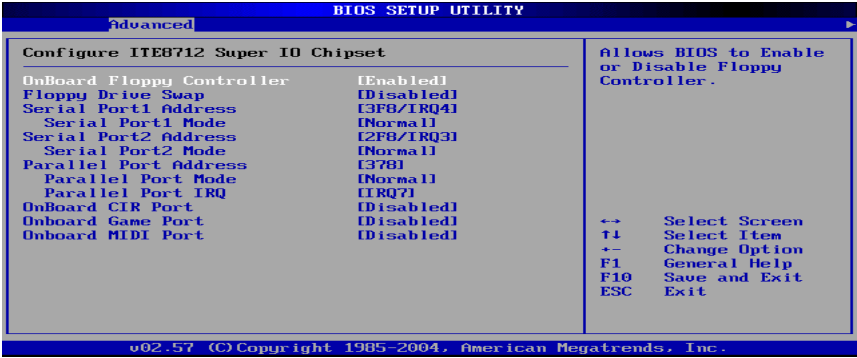 BIOS SETUP UTILITY
Advanced
Configure ITE8712 Super IO Chipset
OnBoard Floppy Controller [Enabled]
Floppy Drive Swap [Disabled]
Serial Port1 Address [3F8/IRQ4]
Serial Port1 Mode [Normal]
Serial Port2 Address [2F8/IRQ3]
Serial Port2 Mode [Normal]
Parallel Port Address [378]
Parallel Port Mode [Normal]
Parallel Port IRQ [IRQ7]
OnBoard CIR Port [Disabled]
Onboard Game Port [Disabled]
Onboard MIDI Port [Disabled]
Allows BIOS to Enable
or Disable Floppy
Controller.
←→ Select Screen
↑↓ Select Item
+- Change Option
F1 General Help
F10 Save and Exit
ESC Exit
v02.57 (C)Copyright 1985-2004, American Megatrends, Inc.